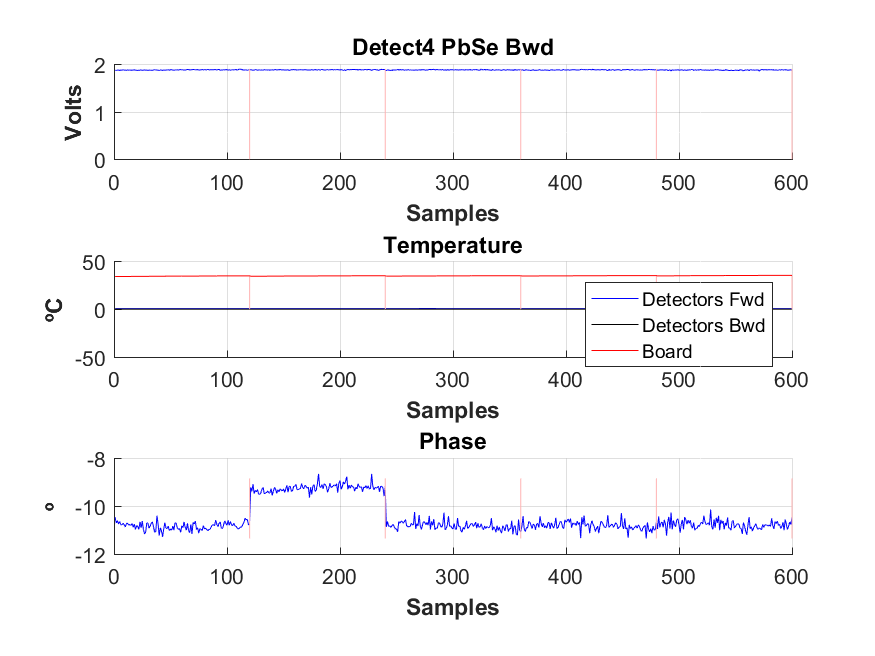 Detect4 PbSe Bwd
2
1
0
Volts
0 100 200 300 400 500 600
Samples
Temperature
50
0
-50
ºC
Detectors Fwd
Detectors Bwd
Board
0 100 200 300 400 500 600
Samples
Phase
-8
-10
-12
º
0 100 200 300 400 500 600
Samples